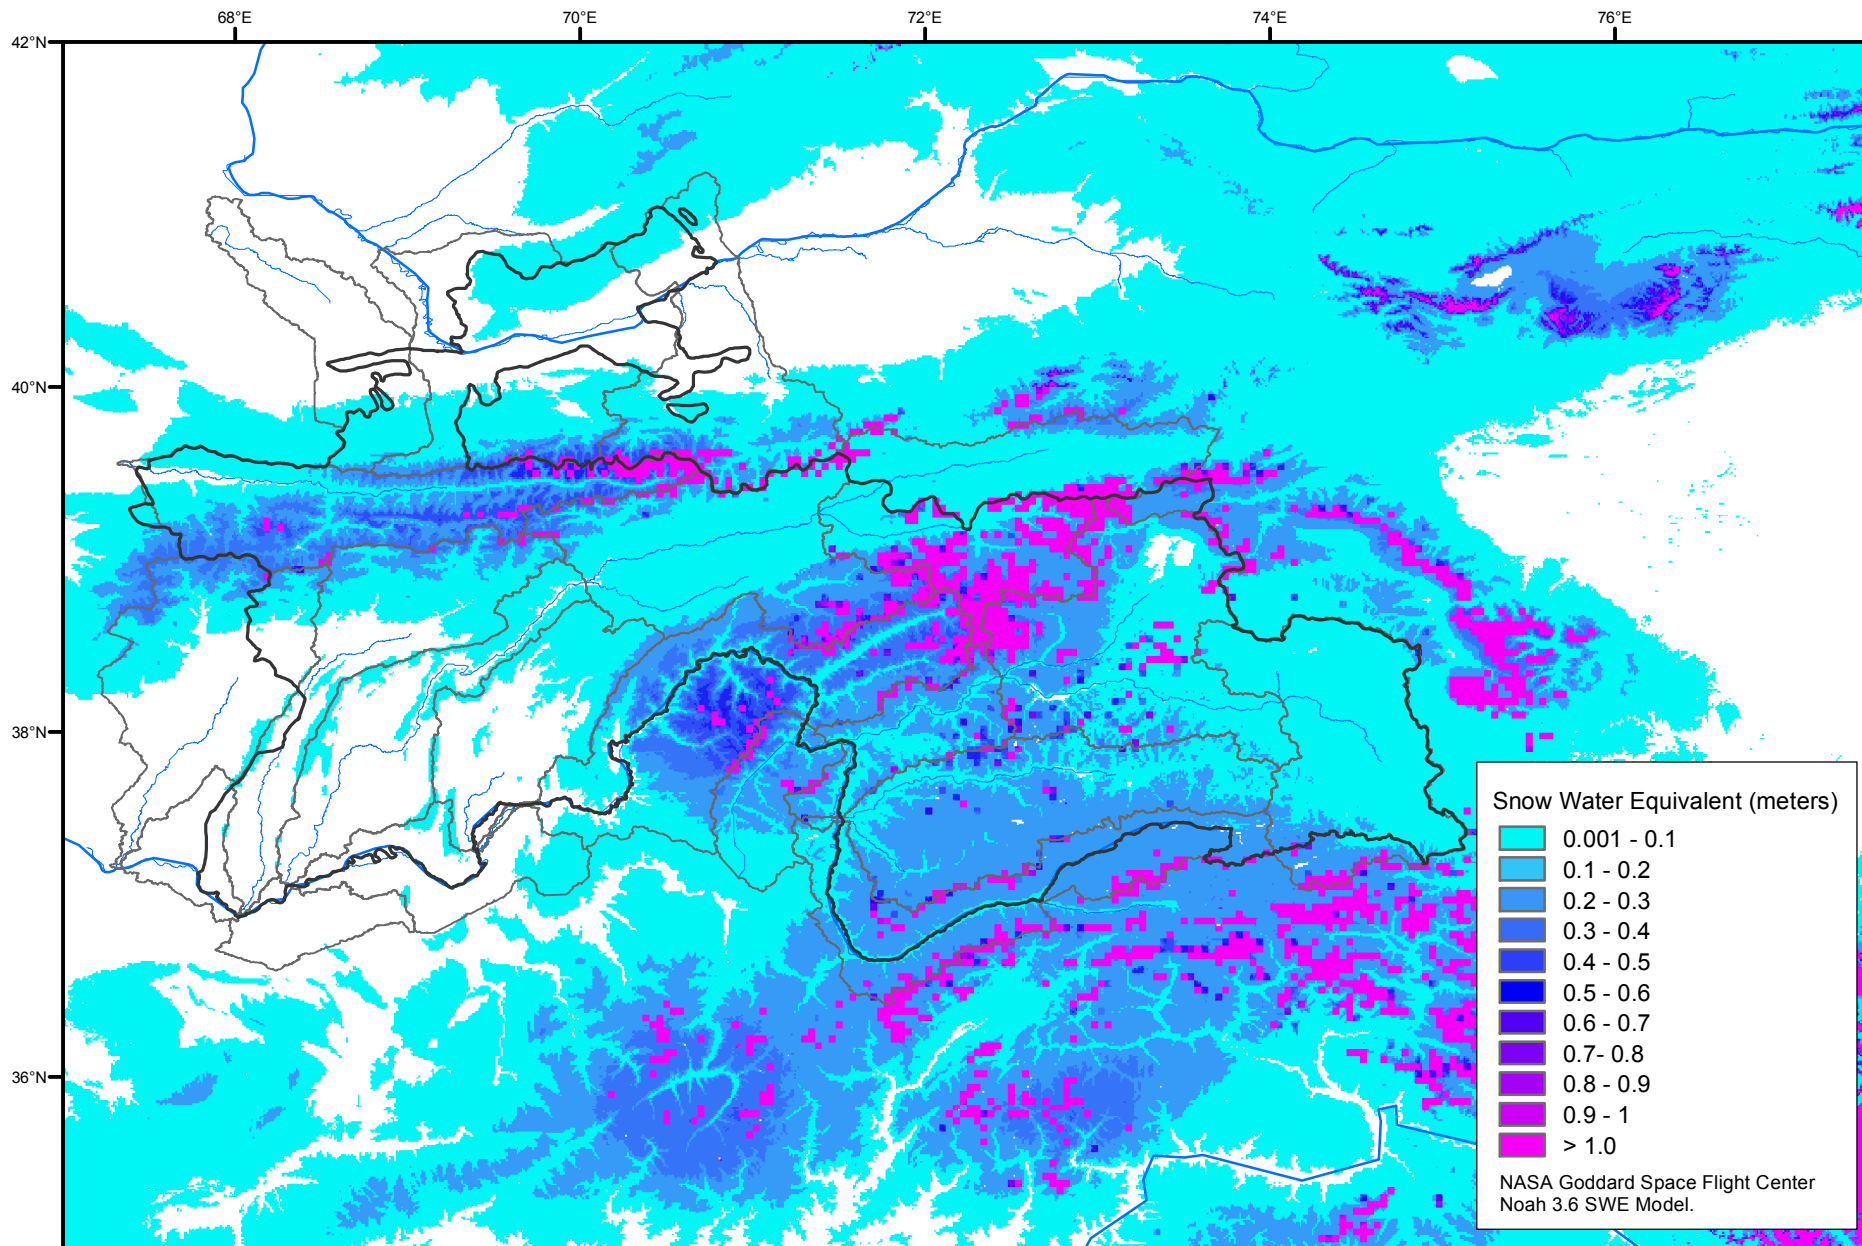 68°E
70°E
72°E
74°E
76°E
42°N
40°N
38°N
36°N
Snow Water Equivalent (meters)
0.001 - 0.1
0.1 - 0.2
0.2 - 0.3
0.3 - 0.4
0.4 - 0.5
0.5 - 0.6
0.6 - 0.7
0.7- 0.8
0.8 - 0.9
0.9 - 1
> 1.0
NASA Goddard Space Flight Center
Noah 3.6 SWE Model.